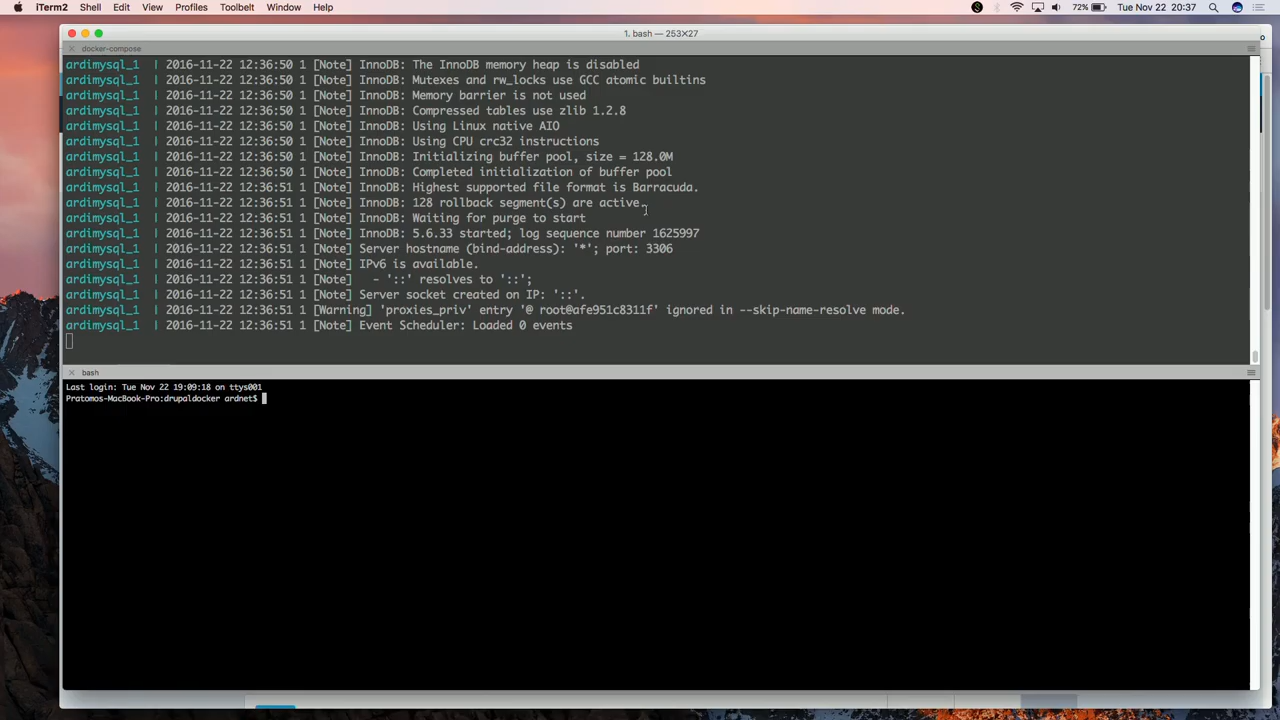 iTerm2 Shell Edit View Profiles Toolbelt Window Help 72% Tue Nov 22 20:37
1. bash — 253×27
docker-compose
ardimysql_1 | 2016-11-22 12:36:50 1 [Note] InnoDB: The InnoDB memory heap is disabled
ardimysql_1 | 2016-11-22 12:36:50 1 [Note] InnoDB: Mutexes and rw_locks use GCC atomic builtins
ardimysql_1 | 2016-11-22 12:36:50 1 [Note] InnoDB: Memory barrier is not used
ardimysql_1 | 2016-11-22 12:36:50 1 [Note] InnoDB: Compressed tables use zlib 1.2.8
ardimysql_1 | 2016-11-22 12:36:50 1 [Note] InnoDB: Using Linux native AIO
ardimysql_1 | 2016-11-22 12:36:50 1 [Note] InnoDB: Using CPU crc32 instructions
ardimysql_1 | 2016-11-22 12:36:50 1 [Note] InnoDB: Initializing buffer pool, size = 128.0M
ardimysql_1 | 2016-11-22 12:36:50 1 [Note] InnoDB: Completed initialization of buffer pool
ardimysql_1 | 2016-11-22 12:36:51 1 [Note] InnoDB: Highest supported file format is Barracuda.
ardimysql_1 | 2016-11-22 12:36:51 1 [Note] InnoDB: 128 rollback segment(s) are active.
ardimysql_1 | 2016-11-22 12:36:51 1 [Note] InnoDB: Waiting for purge to start
ardimysql_1 | 2016-11-22 12:36:51 1 [Note] InnoDB: 5.6.33 started; log sequence number 1625997
ardimysql_1 | 2016-11-22 12:36:51 1 [Note] Server hostname (bind-address): '*'; port: 3306
ardimysql_1 | 2016-11-22 12:36:51 1 [Note] IPv6 is available.
ardimysql_1 | 2016-11-22 12:36:51 1 [Note]   - '::' resolves to '::';
ardimysql_1 | 2016-11-22 12:36:51 1 [Note] Server socket created on IP: '::'.
ardimysql_1 | 2016-11-22 12:36:51 1 [Warning] 'proxies_priv' entry '@ root@afe951c8311f' ignored in --skip-name-resolve mode.
ardimysql_1 | 2016-11-22 12:36:51 1 [Note] Event Scheduler: Loaded 0 events
bash
Last login: Tue Nov 22 19:09:18 on ttys001
Pratomos-MacBook-Pro:drupaldocker ardnet$